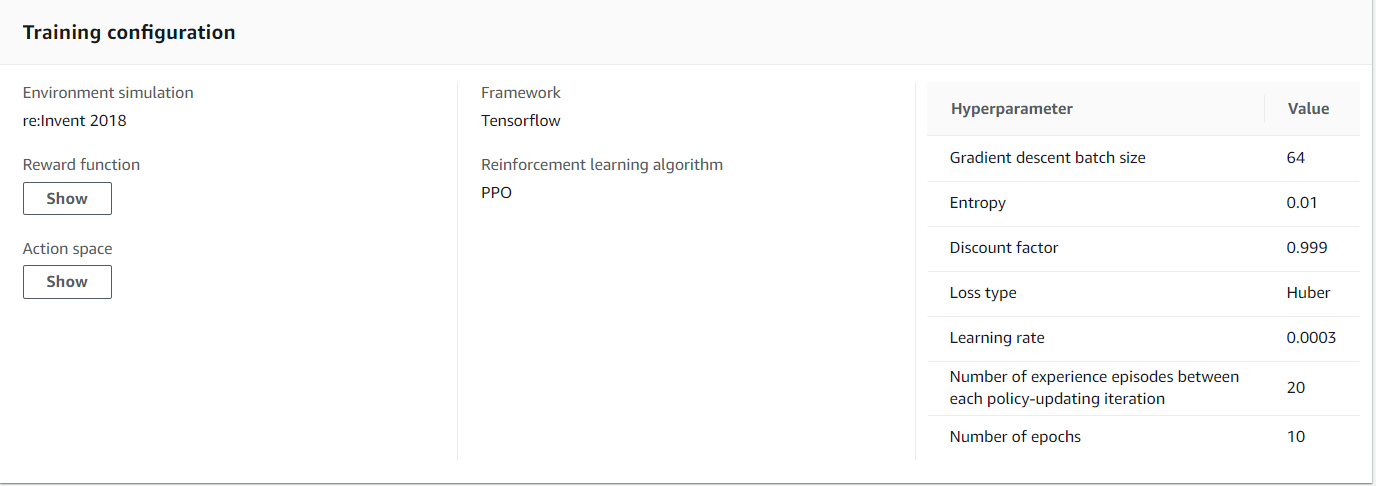 Training configuration
Environment simulation
re:Invent 2018
Reward function
Show
Action space
Show
Framework
Tensorflow
Reinforcement learning algorithm
PPO
Hyperparameter Value
Gradient descent batch size 64
Entropy 0.01
Discount factor 0.999
Loss type Huber
Learning rate 0.0003
Number of experience episodes between
each policy-updating iteration 20
Number of epochs 10